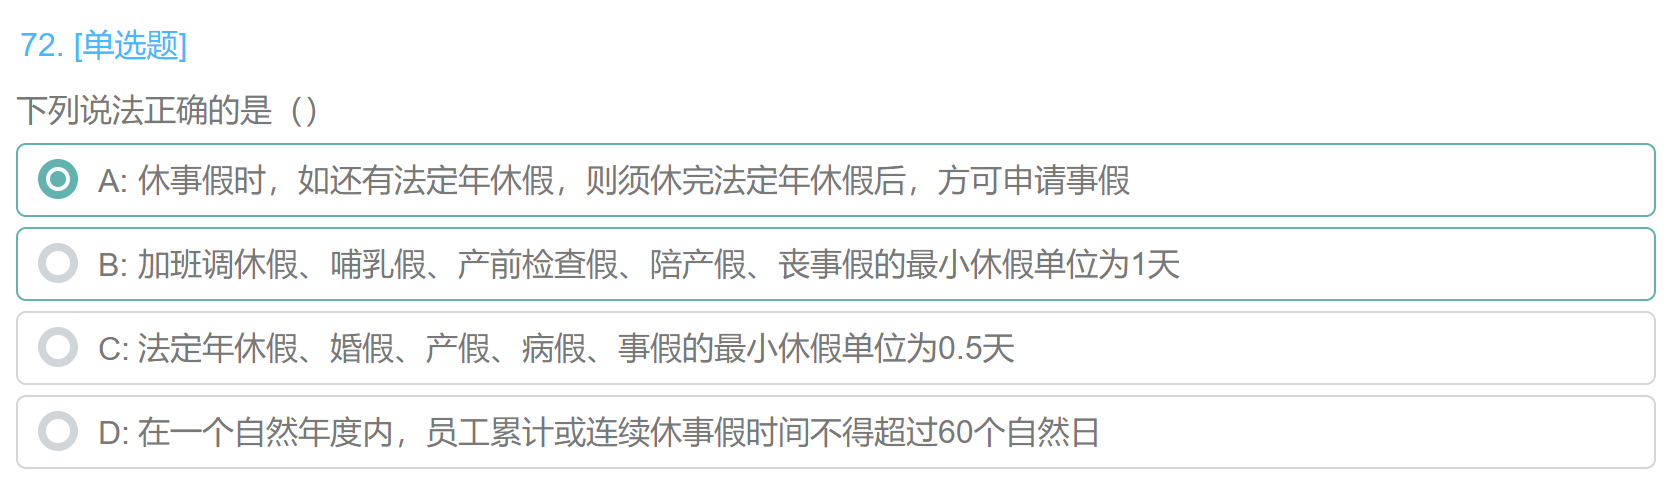 72. [单选题]
下列说法正确的是（）
A: 休事假时，如还有法定年休假，则须休完法定年休假后，方可申请事假
B: 加班调休假、哺乳假、产前检查假、陪产假、丧事假的最小休假单位为1天
C: 法定年休假、婚假、产假、病假、事假的最小休假单位为0.5天
D: 在一个自然年度内，员工累计或连续休事假时间不得超过60个自然日